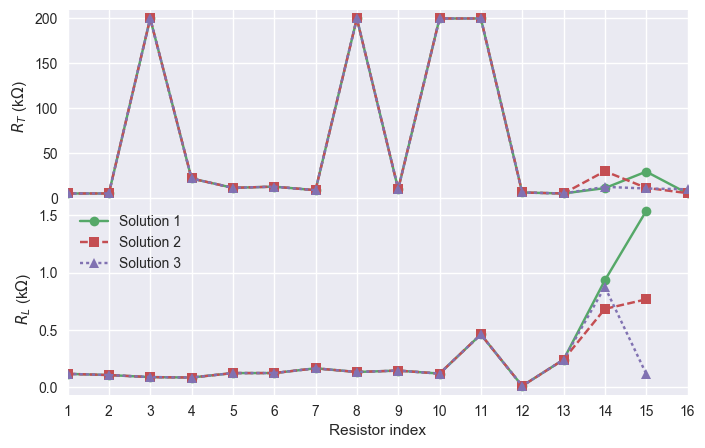 200
150
100
50
0
R_T (kΩ)
1.5
1.0
0.5
0.0
R_L (kΩ)
Solution 1
Solution 2
Solution 3
1 2 3 4 5 6 7 8 9 10 11 12 13 14 15 16
Resistor index